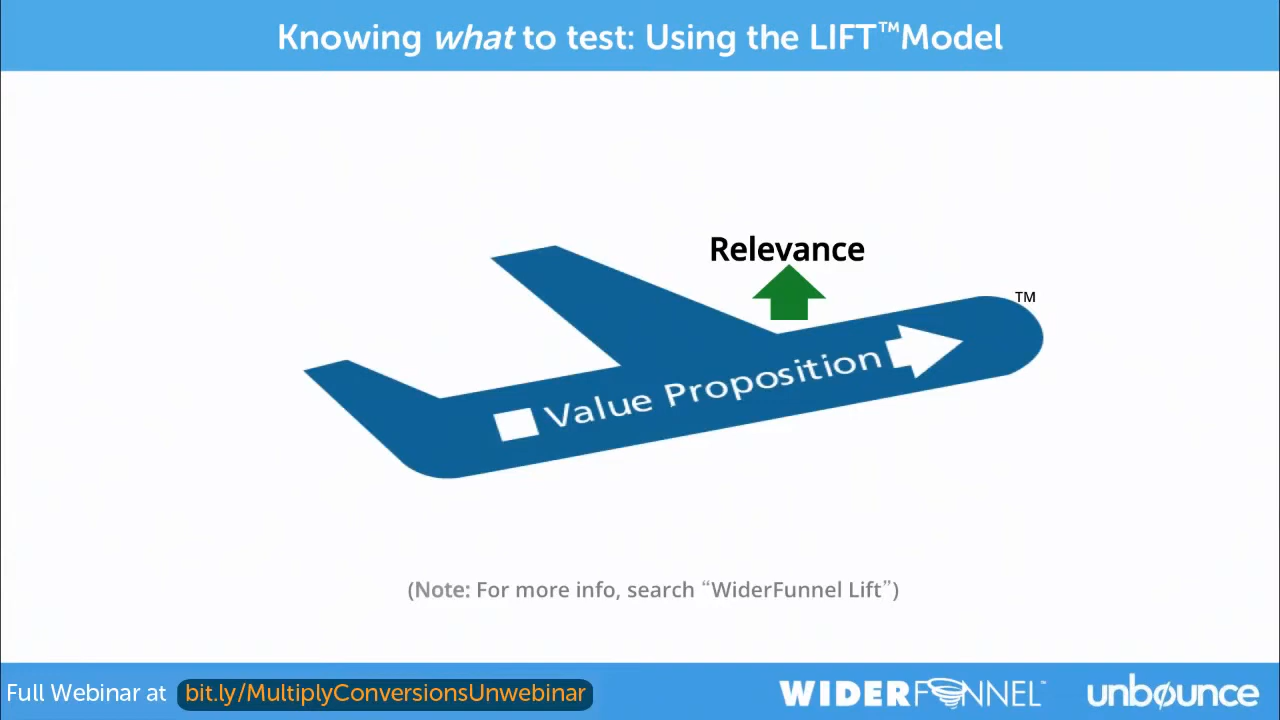 Knowing what to test: Using the LIFT™Model
Relevance
TM
Value Proposition
(Note: For more info, search “WiderFunnel Lift”)
Full Webinar at bit.ly/MultiplyConversionsUnwebinar
WIDERFUNNEL™ unbounce